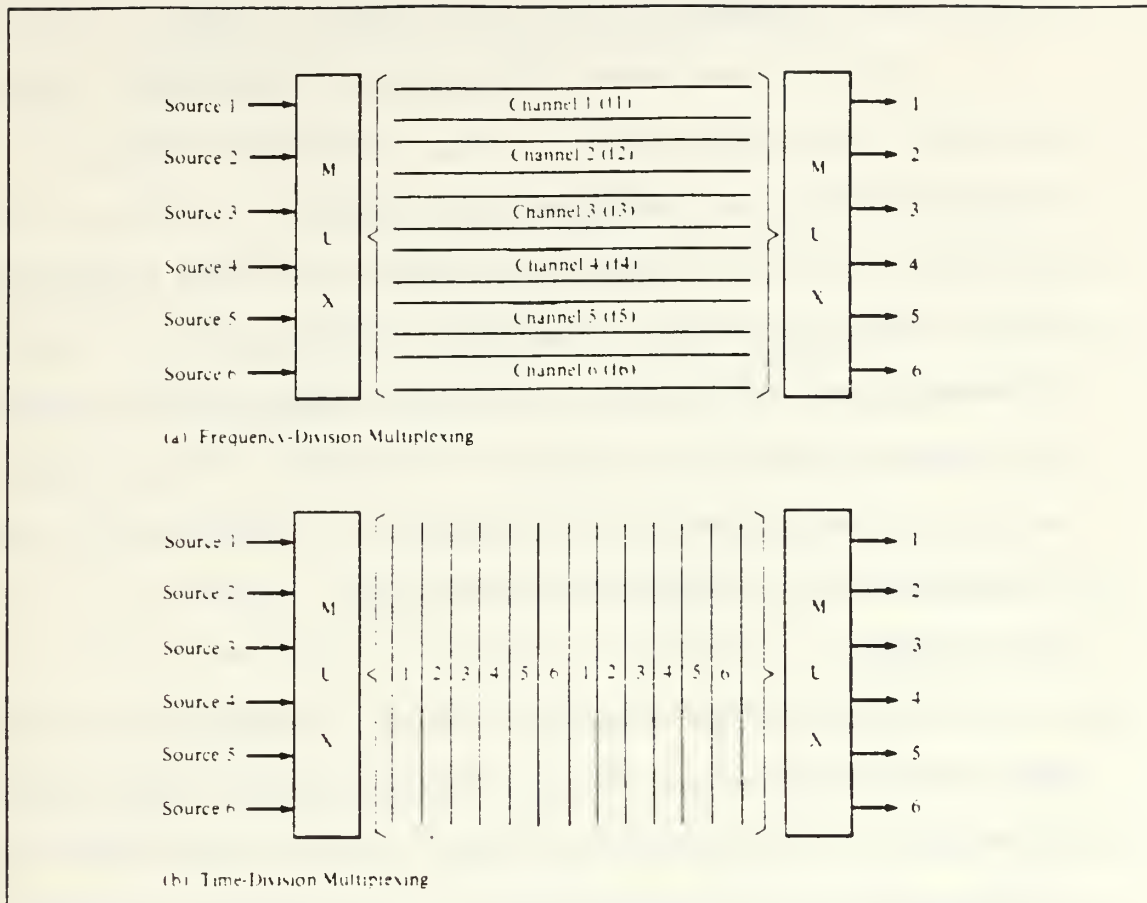 Source 1
Channel 1 (f1)
1
Source 2
Channel 2 (f2)
2
M
M
Source 3
Channel 3 (f3)
3
U
U
Source 4
Channel 4 (f4)
4
X
X
Source 5
Channel 5 (f5)
5
Source 6
Channel 6 (f6)
6
(a) Frequency-Division Multiplexing
Source 1
1
Source 2
2
M
M
Source 3
3
U
1 2 3 4 5 6 1 2 3 4 5 6
U
Source 4
4
X
X
Source 5
5
Source 6
6
(b) Time-Division Multiplexing